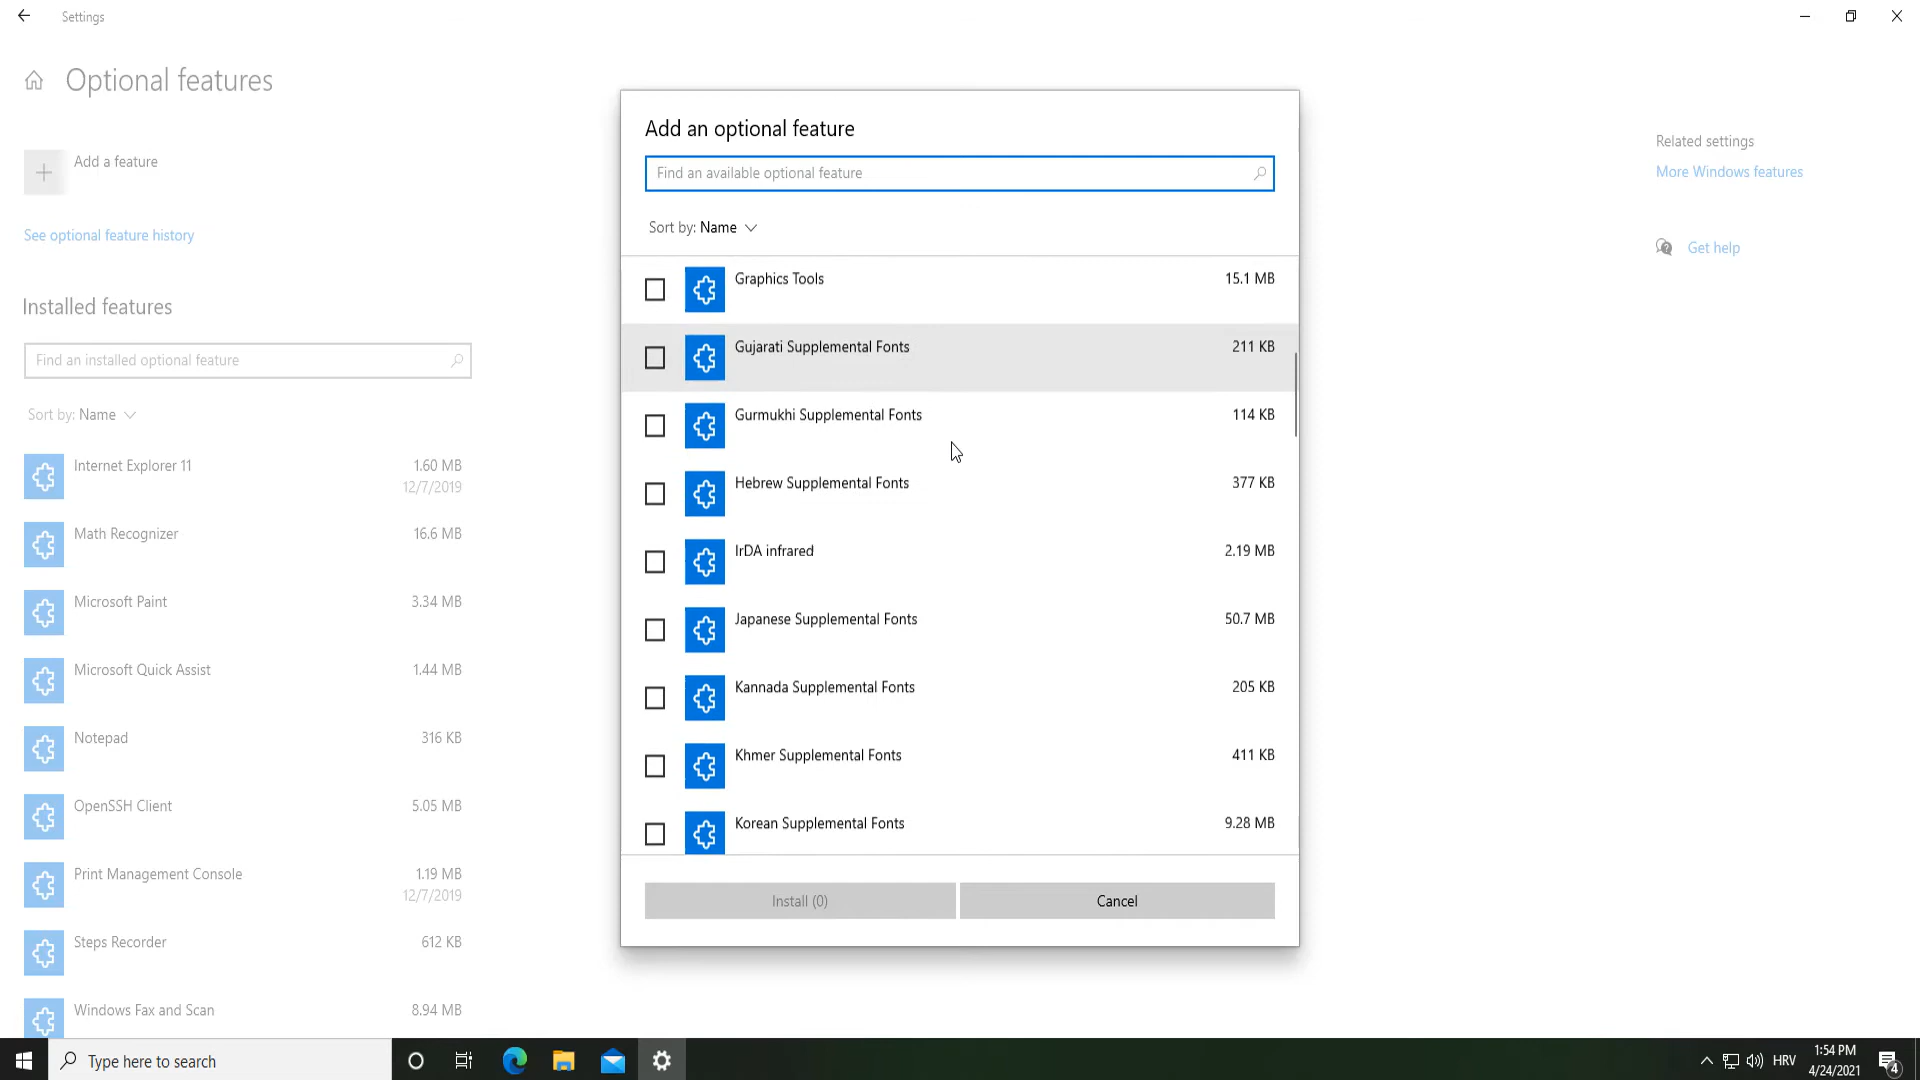 Settings
Optional features
Add a feature
See optional feature history
Installed features
Find an installed optional feature
Sort by: Name
Internet Explorer 11 1.60 MB
12/7/2019
Math Recognizer 16.6 MB
Microsoft Paint 3.34 MB
Microsoft Quick Assist 1.44 MB
Notepad 316 KB
OpenSSH Client 5.05 MB
Print Management Console 1.19 MB
12/7/2019
Steps Recorder 612 KB
Windows Fax and Scan 8.94 MB
Add an optional feature
Find an available optional feature
Sort by: Name
Graphics Tools 15.1 MB
Gujarati Supplemental Fonts 211 KB
Gurmukhi Supplemental Fonts 114 KB
Hebrew Supplemental Fonts 377 KB
IrDA infrared 2.19 MB
Japanese Supplemental Fonts 50.7 MB
Kannada Supplemental Fonts 205 KB
Khmer Supplemental Fonts 411 KB
Korean Supplemental Fonts 9.28 MB
Install (0) Cancel
Related settings
More Windows features
Get help
Type here to search
HRV
1:54 PM
4/24/2021
4